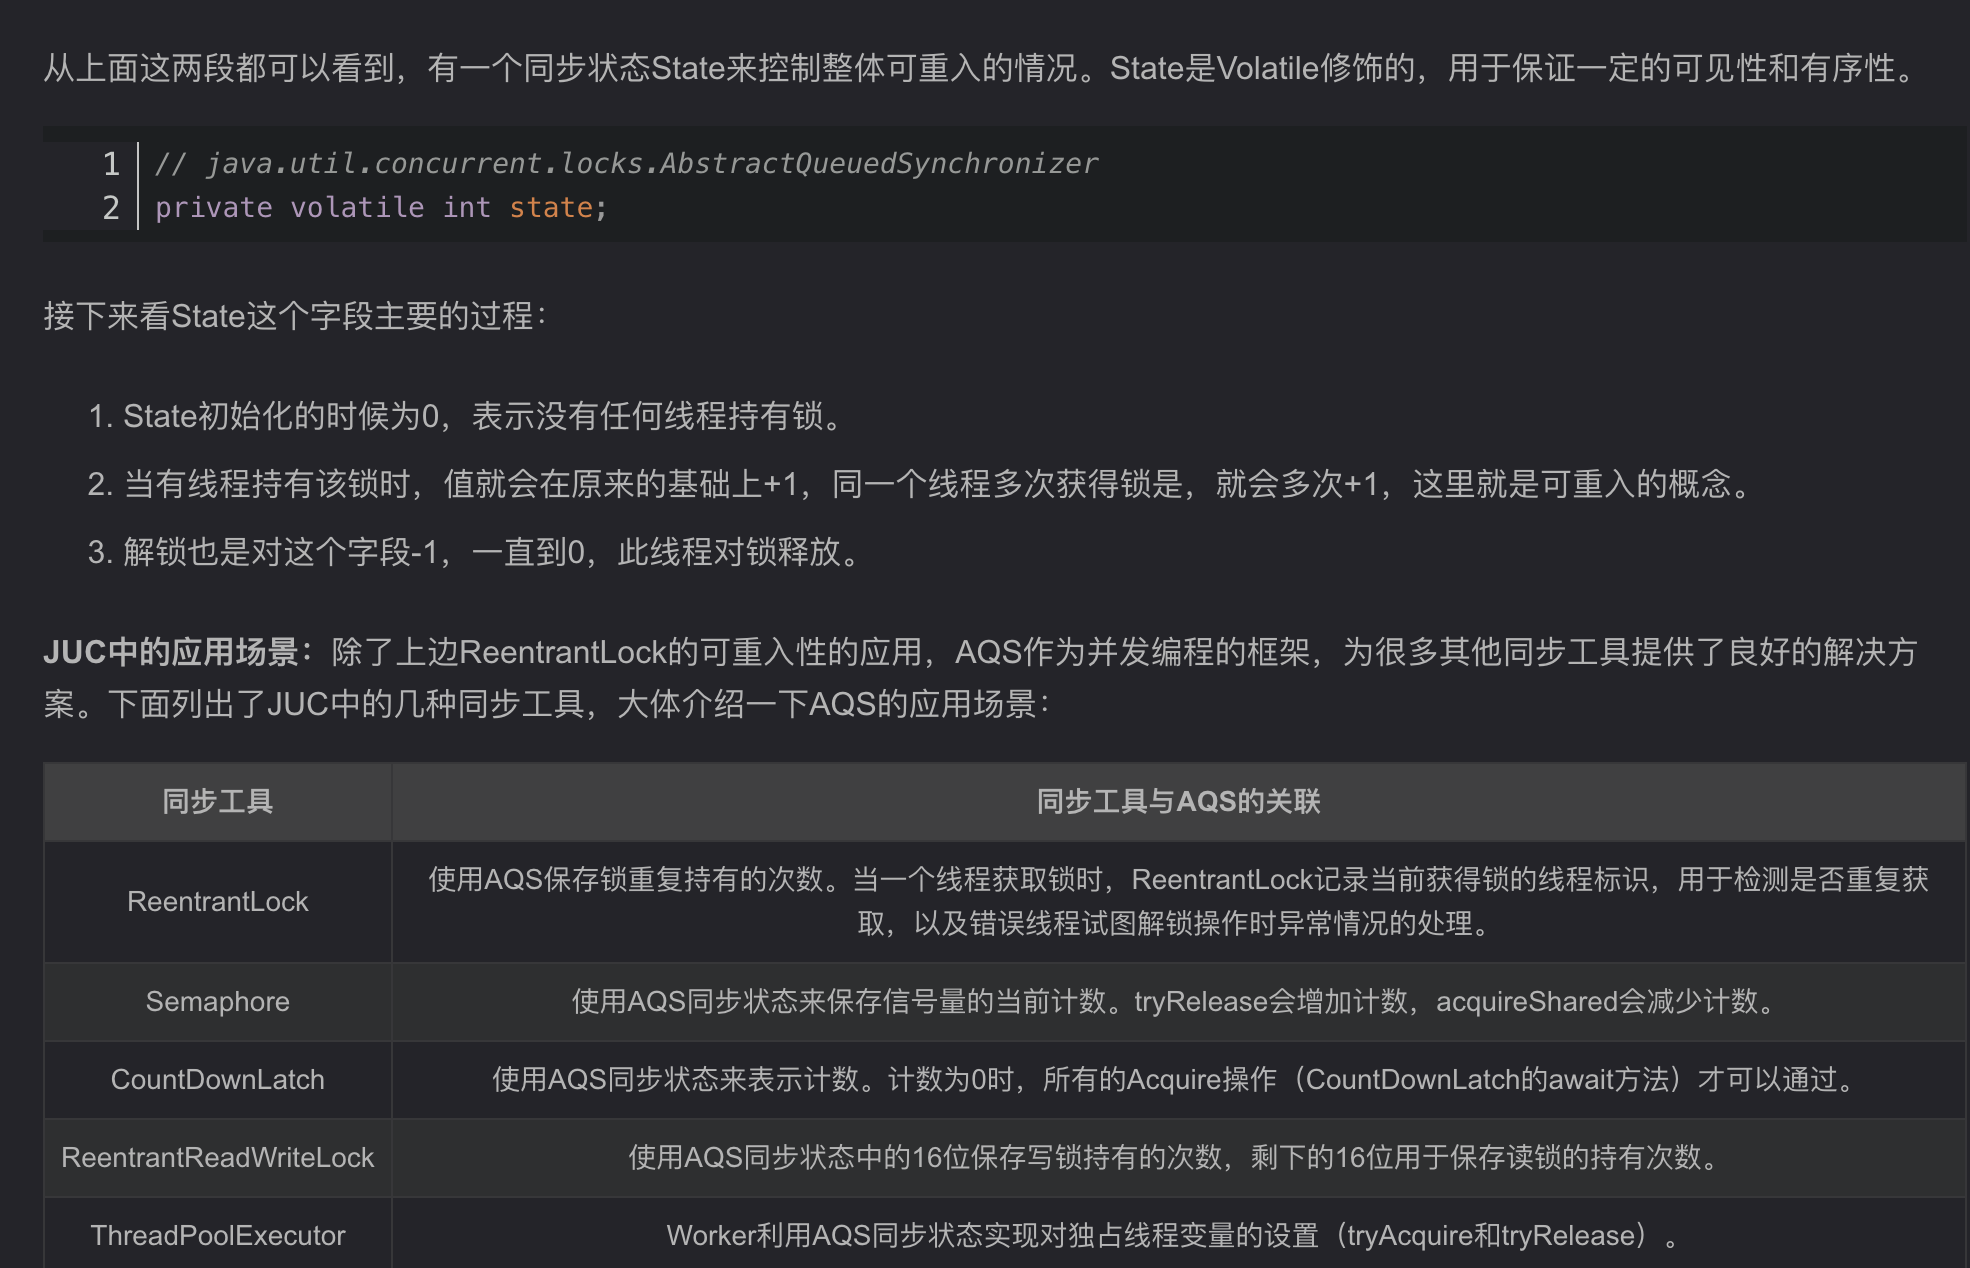 从上面这两段都可以看到，有一个同步状态State来控制整体可重入的情况。State是Volatile修饰的，用于保证一定的可见性和有序性。
1 // java.util.concurrent.locks.AbstractQueuedSynchronizer
2 private volatile int state;
接下来看State这个字段主要的过程：
1. State初始化的时候为0，表示没有任何线程持有锁。
2. 当有线程持有该锁时，值就会在原来的基础上+1，同一个线程多次获得锁是，就会多次+1，这里就是可重入的概念。
3. 解锁也是对这个字段-1，一直到0，此线程对锁释放。
JUC中的应用场景：除了上边ReentrantLock的可重入性的应用，AQS作为并发编程的框架，为很多其他同步工具提供了良好的解决方
案。下面列出了JUC中的几种同步工具，大体介绍一下AQS的应用场景：
同步工具 同步工具与AQS的关联
ReentrantLock 使用AQS保存锁重复持有的次数。当一个线程获取锁时，ReentrantLock记录当前获得锁的线程标识，用于检测是否重复获
取，以及错误线程试图解锁操作时异常情况的处理。
Semaphore 使用AQS同步状态来保存信号量的当前计数。tryRelease会增加计数，acquireShared会减少计数。
CountDownLatch 使用AQS同步状态来表示计数。计数为0时，所有的Acquire操作（CountDownLatch的await方法）才可以通过。
ReentrantReadWriteLock 使用AQS同步状态中的16位保存写锁持有的次数，剩下的16位用于保存读锁的持有次数。
ThreadPoolExecutor Worker利用AQS同步状态实现对独占线程变量的设置（tryAcquire和tryRelease）。